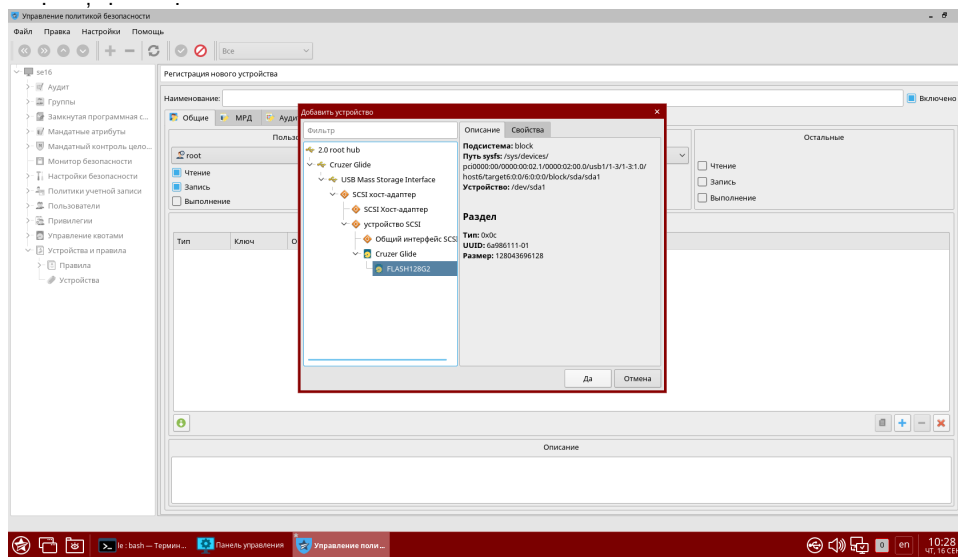 Управление политикой безопасности
Файл Правка Настройки Помощь
Все
se16
Аудит
Группы
Замкнутая программная с...
Мандатные атрибуты
Мандатный контроль цело...
Монитор безопасности
Настройки безопасности
Политики учетной записи
Пользователи
Привилегии
Управление квотами
Устройства и правила
Правила
Устройства
Регистрация нового устройства
Наименование:
Включено
Общие МРД Ауди
Польз
Остальные
root
Чтение
Запись
Выполнение
Чтение
Запись
Выполнение
Тип Ключ О
Добавить устройство
Фильтр
2.0 root hub
Cruzer Glide
USB Mass Storage Interface
SCSI хост-адаптер
SCSI Хост-адаптер
устройство SCSI
Общий интерфейс SCSI
Cruzer Glide
FLASH128G2
Описание Свойства
Подсистема: block
Путь sysfs: /sys/devices/
pci0000:00/0000:00:02.1/0000:02:00.0/usb1/1-3/1-3:1.0/
host6/target6:0:0/6:0:0:0/block/sda/sda1
Устройство: /dev/sda1
Раздел
Тип: 0x0c
UUID: 6a986111-01
Размер: 128043696128
Да Отмена
Описание
le : bash — Термин...
Панель управления
Управление поли...
en
10:28
ЧТ, 16 СЕН